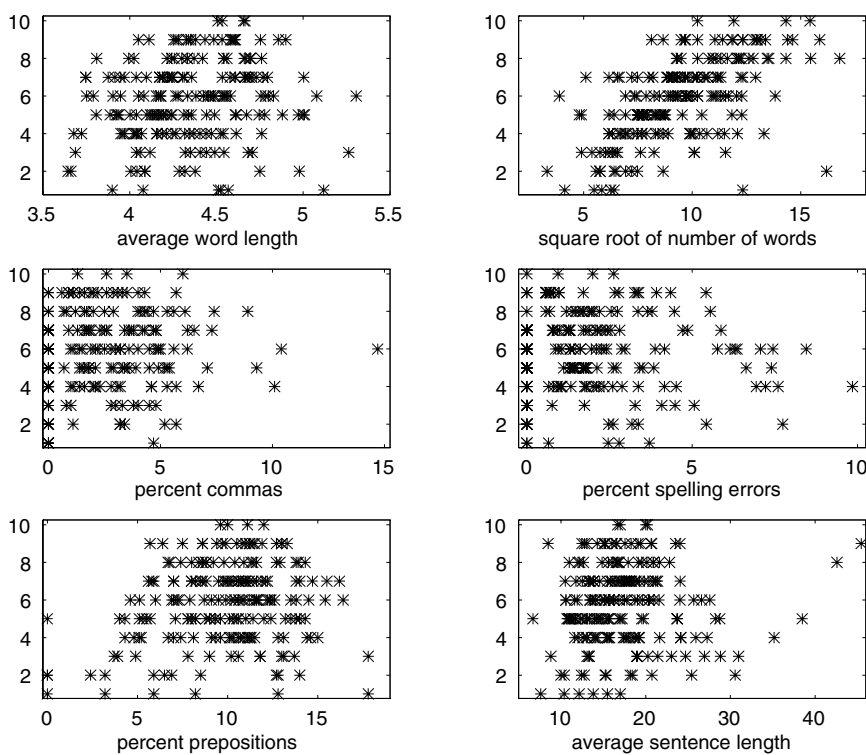 10
8
6
4
2
3.5 4 4.5 5 5.5
average word length
10
8
6
4
2
5 10 15
square root of number of words
10
8
6
4
2
0 5 10 15
percent commas
10
8
6
4
2
0 5 10
percent spelling errors
10
8
6
4
2
0 5 10 15
percent prepositions
10
8
6
4
2
10 20 30 40
average sentence length